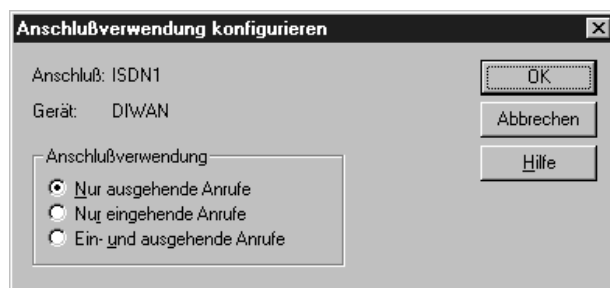 Anschlußverwendung konfigurieren
Anschluß: ISDN1
Gerät: DIWAN
Anschlußverwendung
Nur ausgehende Anrufe
Nur eingehende Anrufe
Ein- und ausgehende Anrufe
OK
Abbrechen
Hilfe